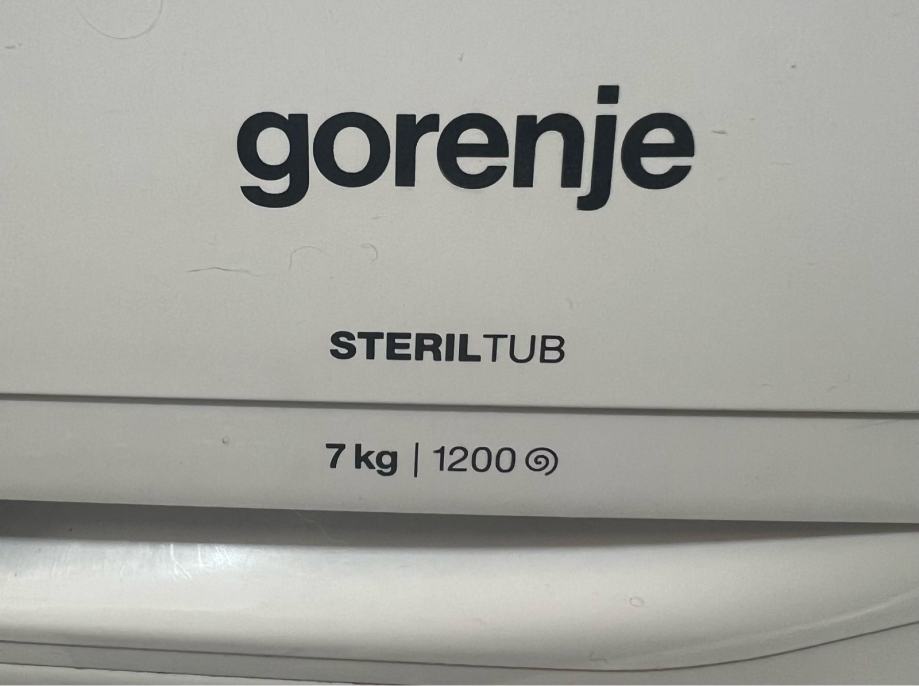 gorenje
STERILTUB
7 kg | 1200